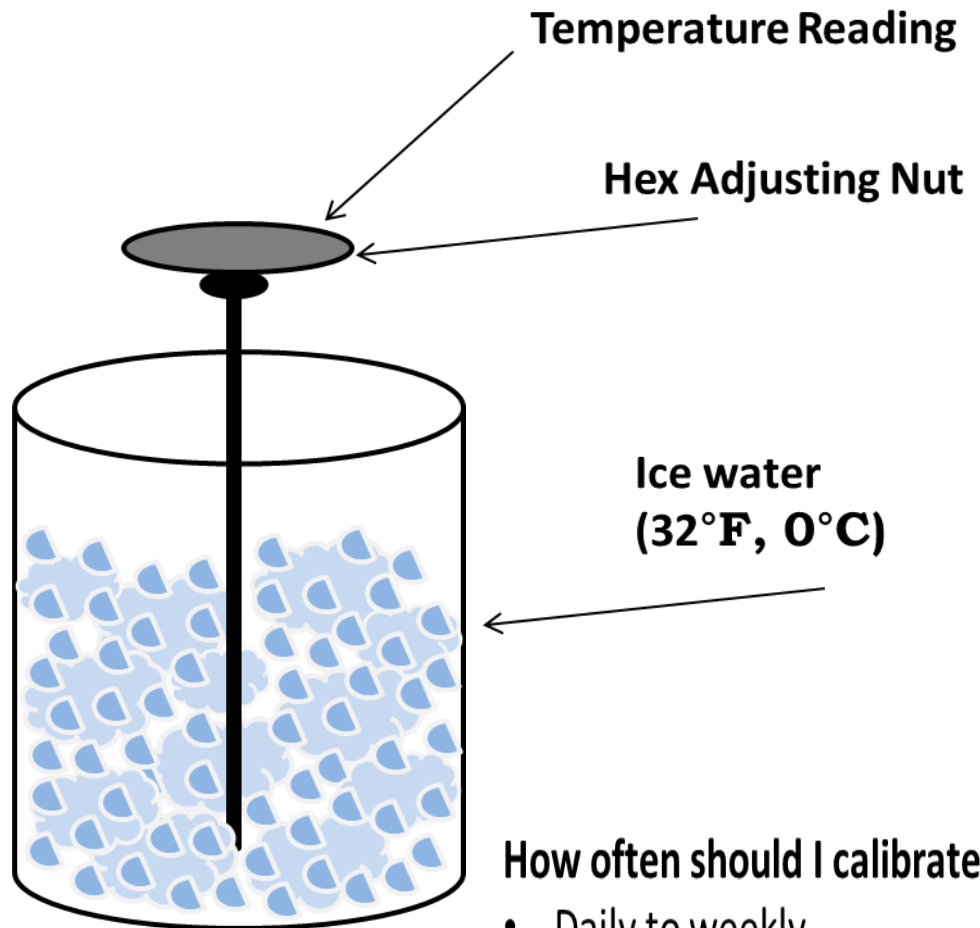 Temperature Reading
Hex Adjusting Nut
Ice water
(32°F, 0°C)
How often should I calibrate
• Daily to weekly